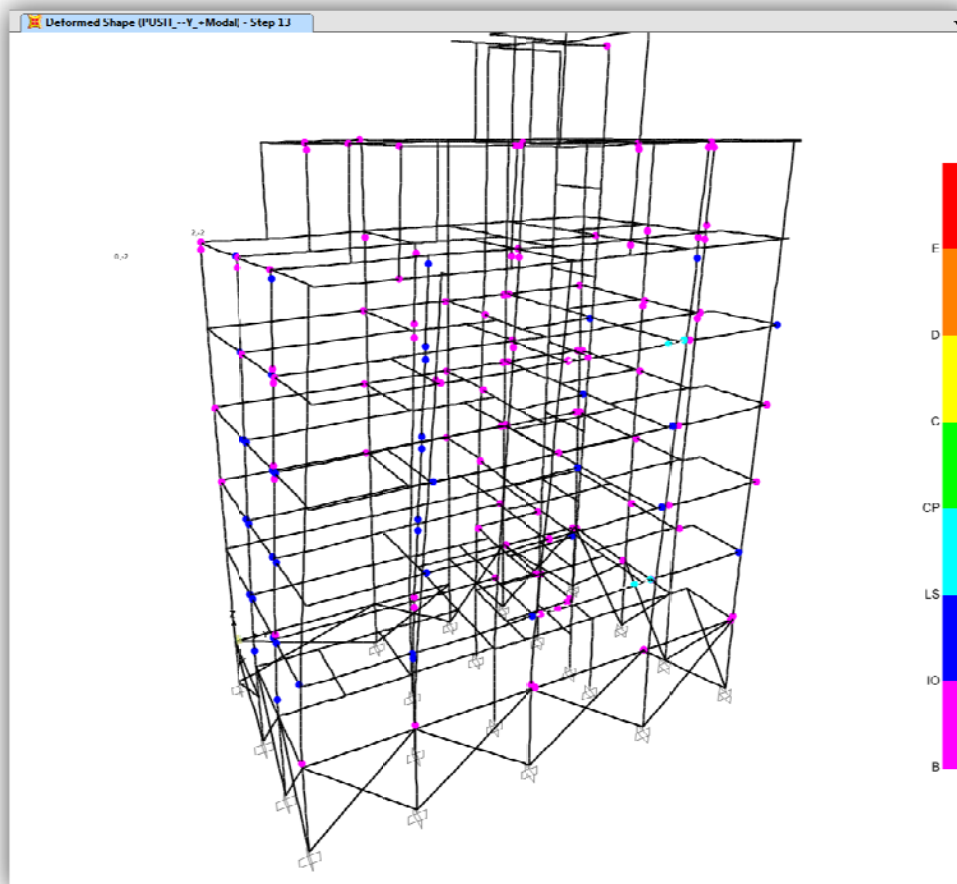 Deformed Shape (PUSH_--Y_+Modal) - Step 13
E
D
C
CP
LS
IO
B